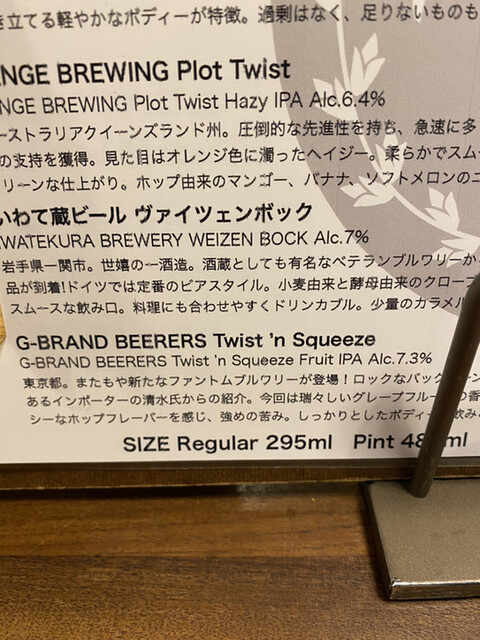 き立てる軽やかなボディーが特徴。過剰はなく、足りないものも
NGE BREWING Plot Twist
NGE BREWING Plot Twist Hazy IPA Alc.6.4%
ーストラリアクイーンズランド州。圧倒的な先進性を持ち、急速に多
の支持を獲得。見た目はオレンジ色に濁ったヘイジー。柔らかでスム
リーンな仕上がり。ホップ由来のマンゴー、バナナ、ソフトメロンのニ
いわて蔵ビール ヴァイツェンボック
IWATEKURA BREWERY WEIZEN BOCK Alc.7%
岩手県一関市。世嬉の一酒造。酒蔵としても有名なベテランブルワリーか
品が到着!ドイツでは定番のビアスタイル。小麦由来と酵母由来のクローブ
スムースな飲み口。料理にも合わせやすくドリンカブル。少量のカラメル
G-BRAND BEERERS Twist 'n Squeeze
G-BRAND BEERERS Twist 'n Squeeze Fruit IPA Alc.7.3%
東京都。またもや新たなファントムブルワリーが登場！ロックなバック ーン
あるインポーターの清水氏からの紹介。今回は瑞々しいグレープフルー の香
シーなホップフレーバーを感じ、強めの苦み。しっかりとしたボディー 飲み
SIZE Regular 295ml Pint 4 ml